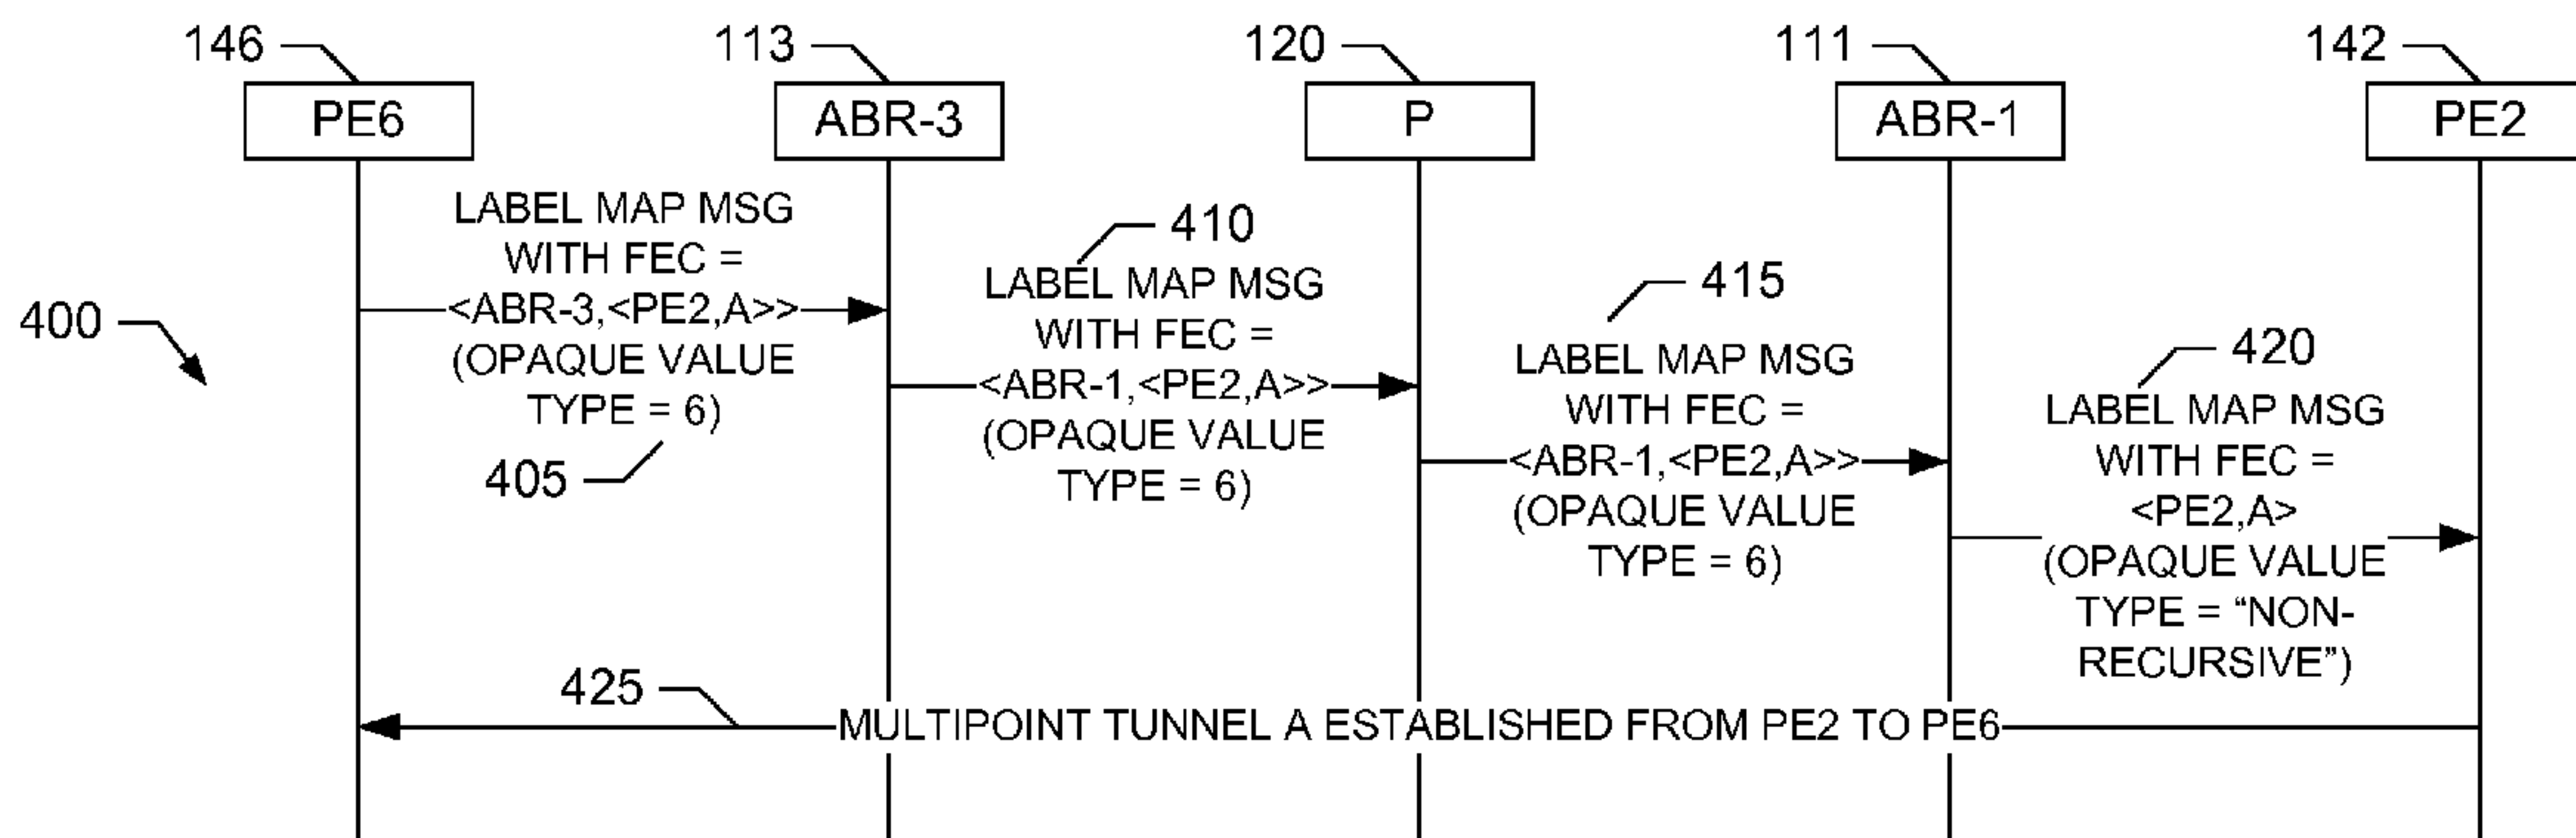 146
113
120
111
142
PE6
ABR-3
P
ABR-1
PE2
400
LABEL MAP MSG
WITH FEC =
<ABR-3,<PE2,A>>
(OPAQUE VALUE
TYPE = 6)
405
410
LABEL MAP MSG
WITH FEC =
<ABR-1,<PE2,A>>
(OPAQUE VALUE
TYPE = 6)
415
LABEL MAP MSG
WITH FEC =
<ABR-1,<PE2,A>>
(OPAQUE VALUE
TYPE = 6)
420
LABEL MAP MSG
WITH FEC =
<PE2,A>
(OPAQUE VALUE
TYPE = “NON-
RECURSIVE”)
425
MULTIPOINT TUNNEL A ESTABLISHED FROM PE2 TO PE6